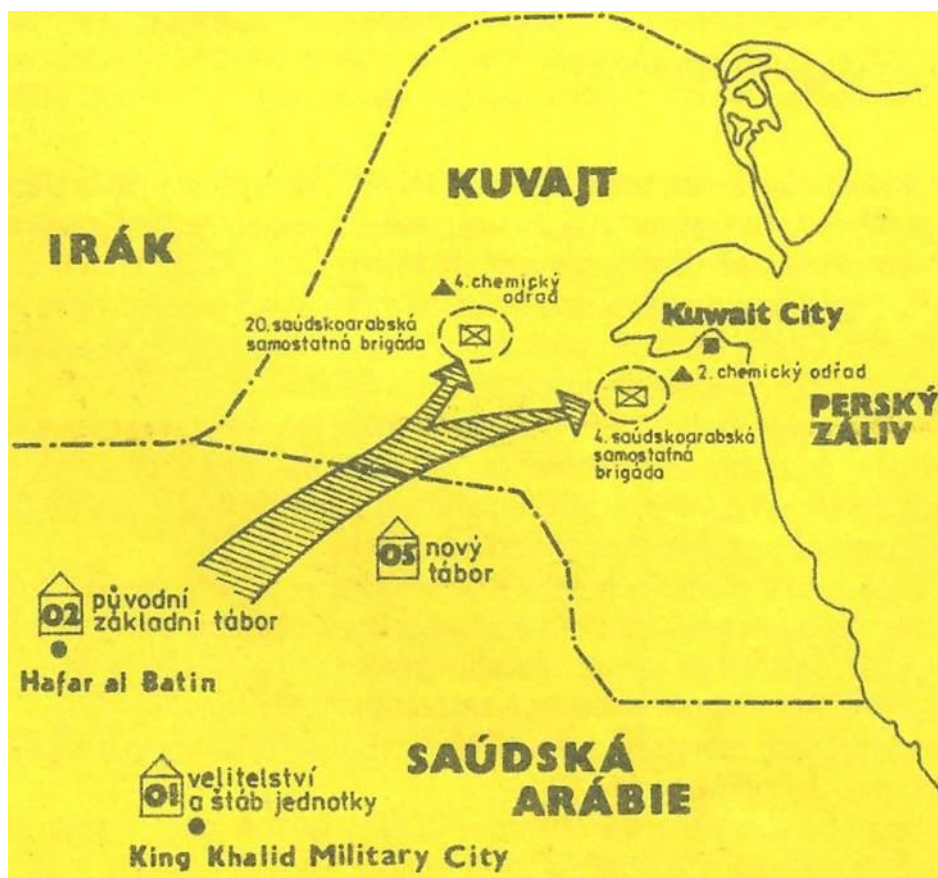 KUVAJT
IRÁK
4. chemický
odrad
20. saúdskoarabská
samostatná brigáda
Kuwait City
2. chemický odřad
PERSKÝ
ZÁLIV
4. saúdskoarabská
samostafná
brigáda
05 nový
tábor
02 původní
základní tábor
Hafar al Batin
SAÚDSKÁ
ARÁBIE
01 velitelství
a štáb jednotky
King Khalid Military City